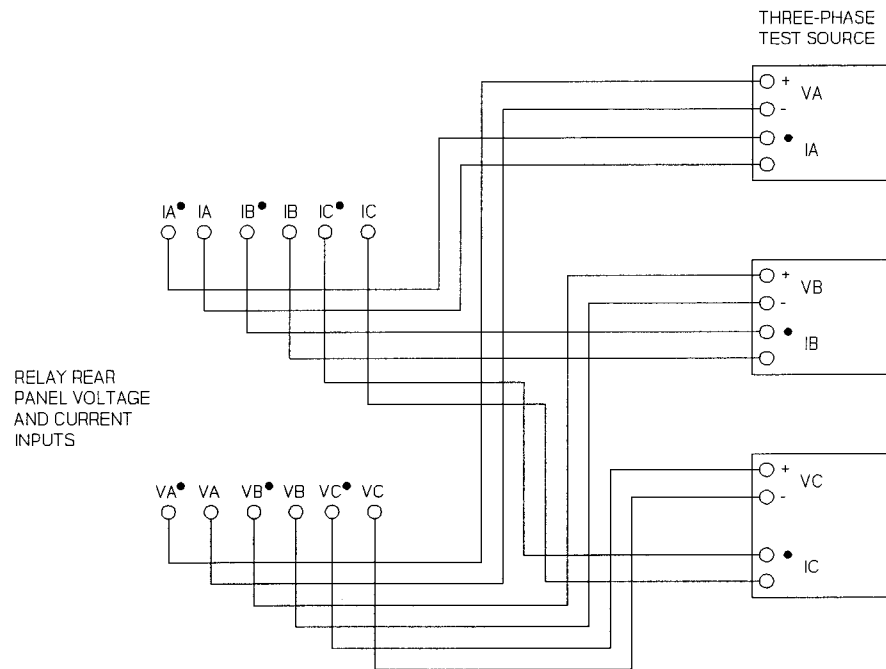 THREE-PHASE
TEST SOURCE
+ VA
-
● IA
IA● IA IB● IB IC● IC
+ VB
-
● IB
RELAY REAR
PANEL VOLTAGE
AND CURRENT
INPUTS
+ VC
-
VA● VA VB● VB VC● VC
● IC